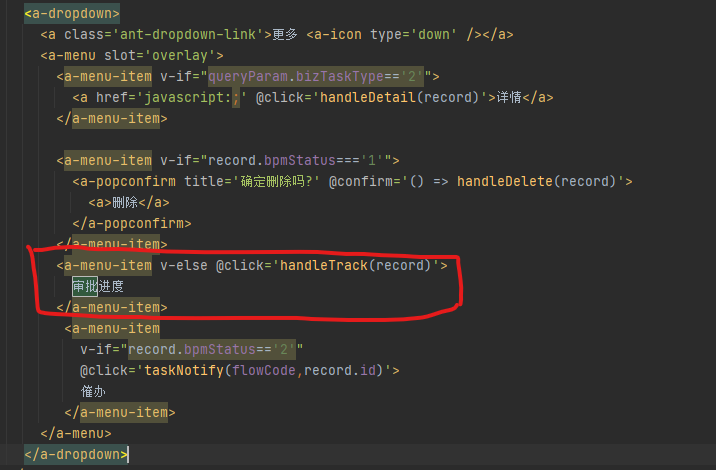 <a-dropdown>
<a class='ant-dropdown-link'>更多 <a-icon type='down' /></a>
<a-menu slot='overlay'>
<a-menu-item v-if="queryParam.bizTaskType=='2'">
<a href='javascript:;' @click='handleDetail(record)'>详情</a>
</a-menu-item>
<a-menu-item v-if="record.bpmStatus==='1'">
<a-popconfirm title='确定删除吗?' @confirm='() => handleDelete(record)'>
<a>删除</a>
</a-popconfirm>
</a-menu-item>
<a-menu-item v-else @click='handleTrack(record)'>
审批进度
</a-menu-item>
<a-menu-item
v-if="record.bpmStatus=='2'"
@click='taskNotify(flowCode,record.id)'>
催办
</a-menu-item>
</a-menu>
</a-dropdown>